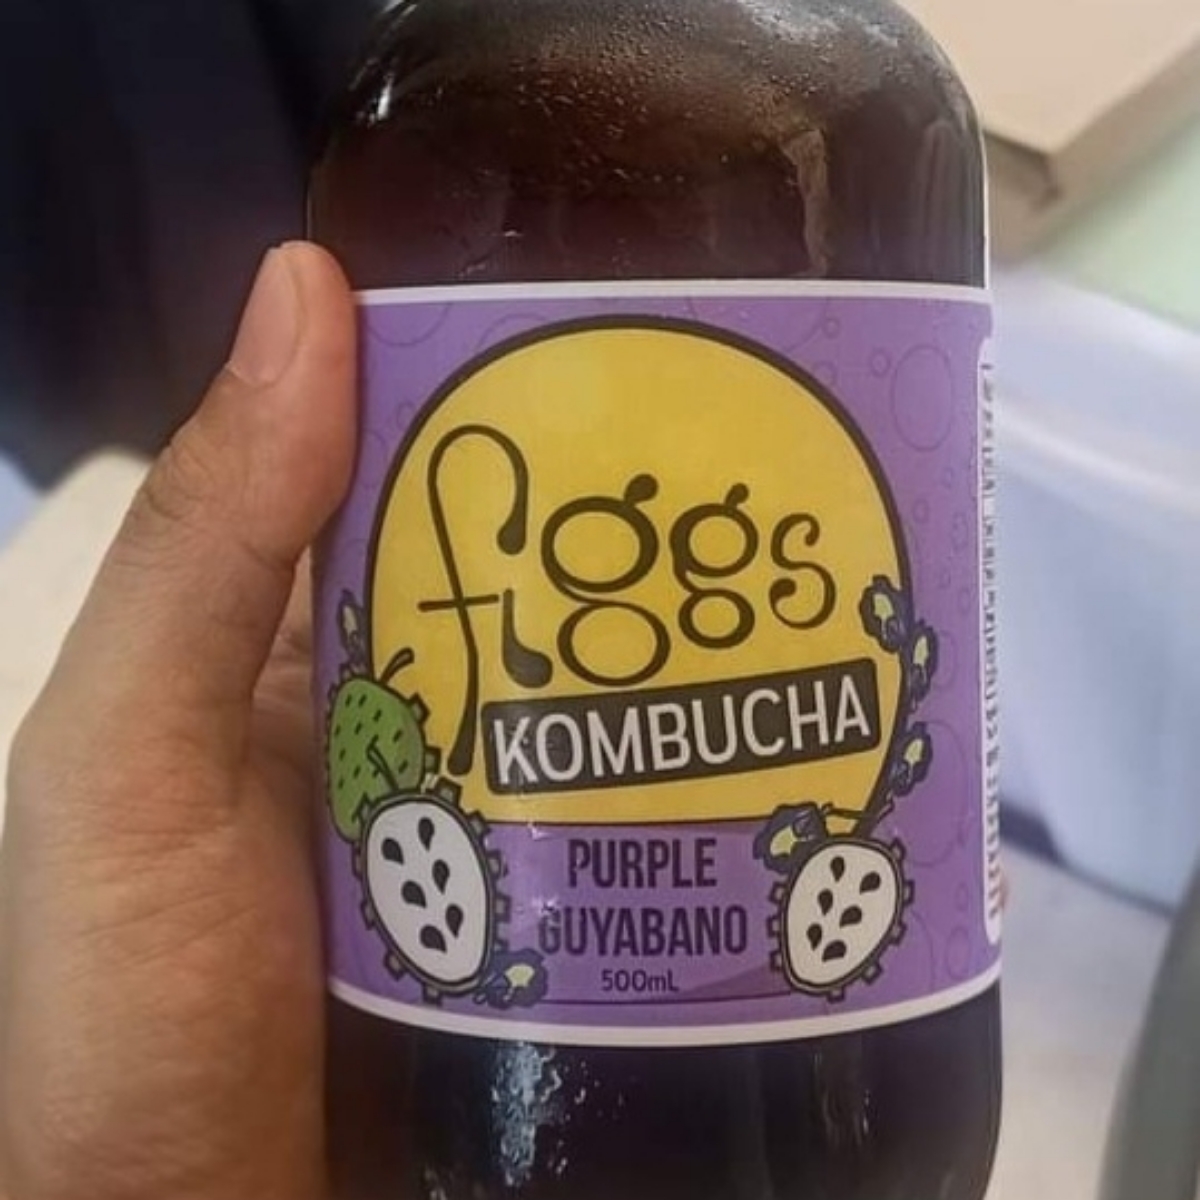 figgs
KOMBUCHA
PURPLE
GUYABANO
500mL